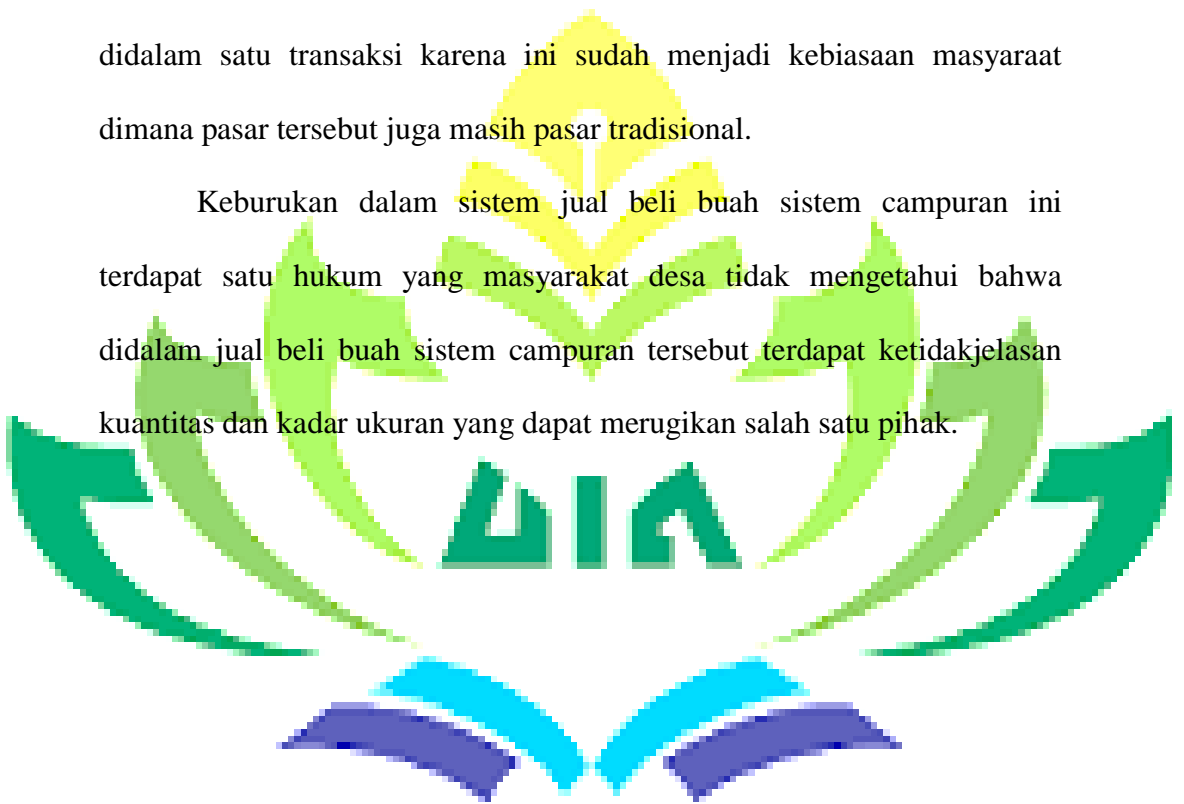 didalam satu transaksi karena ini sudah menjadi kebiasaan masyaraat
dimana pasar tersebut juga masih pasar tradisional.
Keburukan dalam sistem jual beli buah sistem campuran ini
terdapat satu hukum yang masyarakat desa tidak mengetahui bahwa
didalam jual beli buah sistem campuran tersebut terdapat ketidakjelasan
kuantitas dan kadar ukuran yang dapat merugikan salah satu pihak.